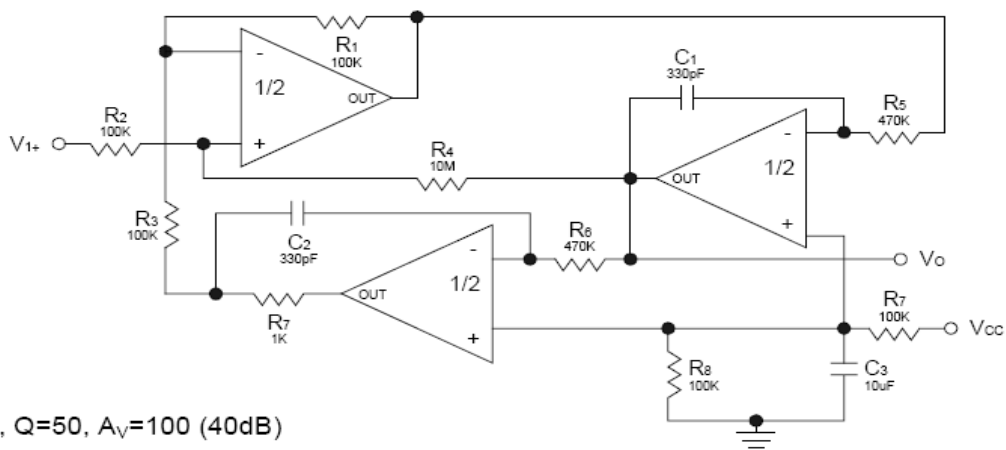 R1
100K
C1
330pF
-
1/2
OUT
+
R2
100K
V1+
R5
470K
-
1/2
OUT
+
R4
10M
R3
100K
C2
330pF
R6
470K
-
1/2
OUT
+
R7
1K
VO
R7
100K
VCC
R8
100K
C3
10uF
, Q=50, AV=100 (40dB)